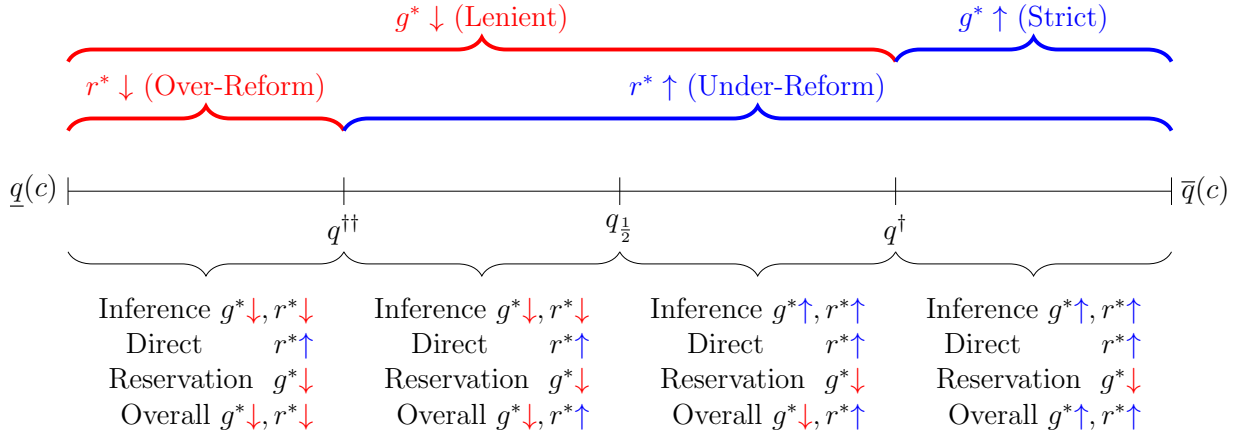 g* ↓ (Lenient) g* ↑ (Strict)
r* ↓ (Over-Reform) r* ↑ (Under-Reform)
q̲(c) q̅(c)
q†† q½ q†
Inference g*↓, r*↓ Inference g*↓, r*↓ Inference g*↑, r*↑ Inference g*↑, r*↑
Direct r*↑ Direct r*↑ Direct r*↑ Direct r*↑
Reservation g*↓ Reservation g*↓ Reservation g*↓ Reservation g*↓
Overall g*↓, r*↓ Overall g*↓, r*↑ Overall g*↓, r*↑ Overall g*↑, r*↑